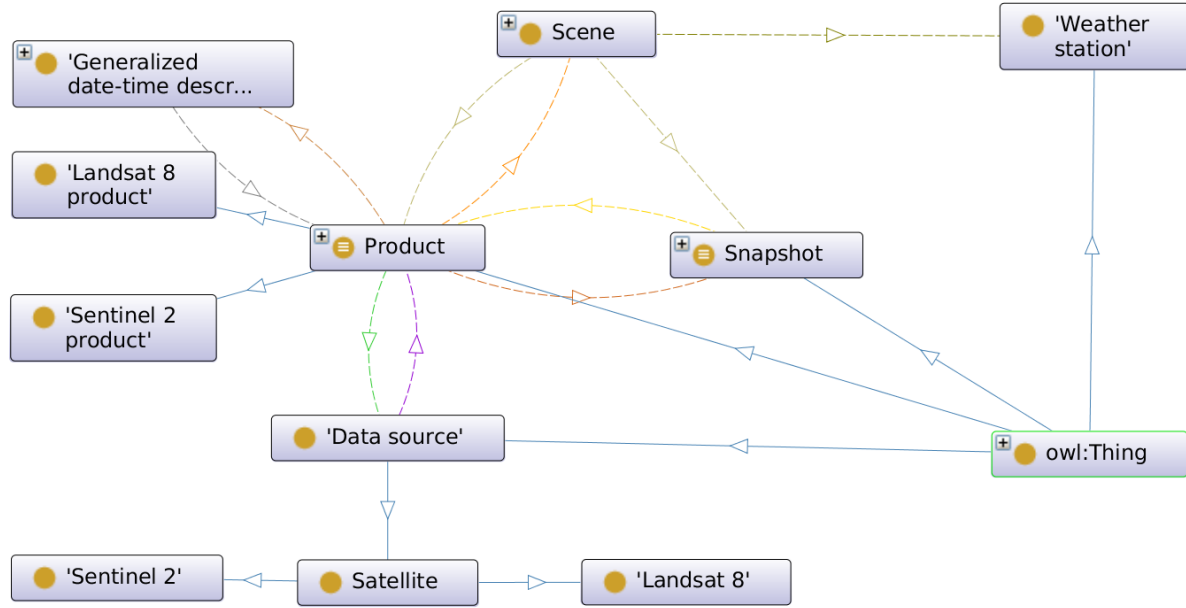 Scene
'Weather
station'
'Generalized
date-time descr...
'Landsat 8
product'
Product
Snapshot
'Sentinel 2
product'
'Data source'
owl:Thing
'Sentinel 2'
Satellite
'Landsat 8'